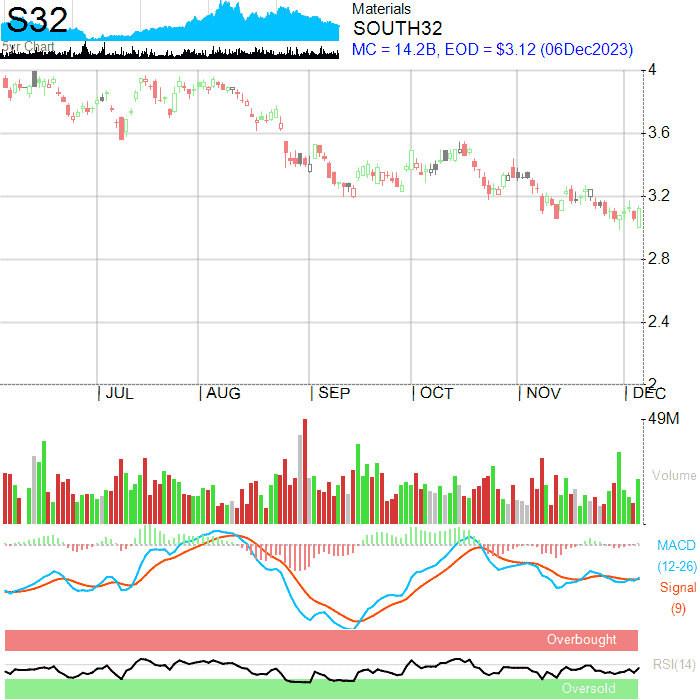 S32
5yr Chart
Materials
SOUTH32
MC = 14.2B, EOD = $3.12 (06Dec2023)
4
3.6
3.2
2.8
2.4
2
JUL
AUG
SEP
OCT
NOV
DEC
49M
Volume
MACD
(12-26)
Signal
(9)
Overbought
RSI(14)
Oversold